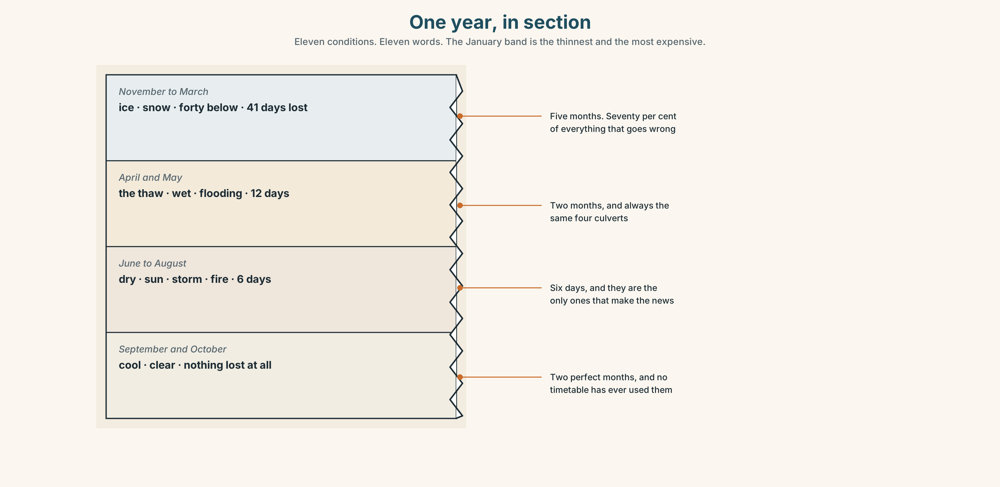 One year, in section
Eleven conditions. Eleven words. The January band is the thinnest and the most expensive.
November to March
ice · snow · forty below · 41 days lost
Five months. Seventy per cent
of everything that goes wrong
April and May
the thaw · wet · flooding · 12 days
Two months, and always the
same four culverts
June to August
dry · sun · storm · fire · 6 days
Six days, and they are the
only ones that make the news
September and October
cool · clear · nothing lost at all
Two perfect months, and no
timetable has ever used them